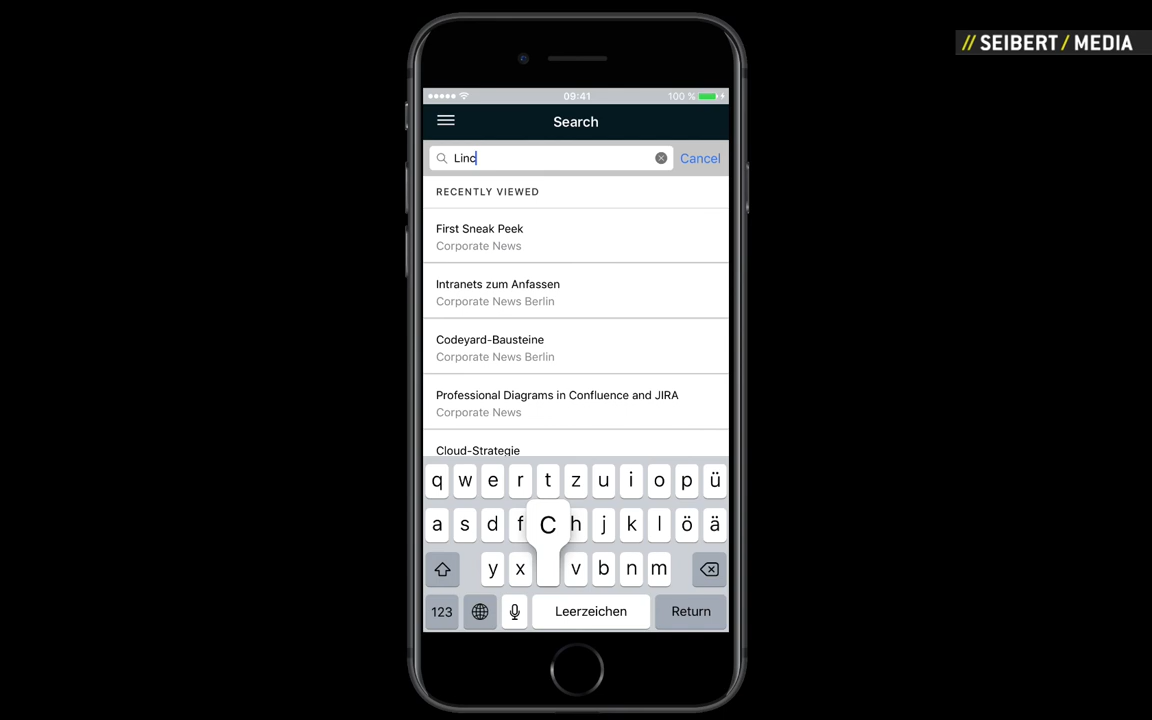 // SEIBERT / MEDIA
09:41
100 %
Search
Linc
Cancel
RECENTLY VIEWED
First Sneak Peek
Corporate News
Intranets zum Anfassen
Corporate News Berlin
Codeyard-Bausteine
Corporate News Berlin
Professional Diagrams in Confluence and JIRA
Corporate News
Cloud-Strategie
q w e r t z u i o p ü
a s d f C h j k l ö ä
y x v b n m
123 Leerzeichen Return